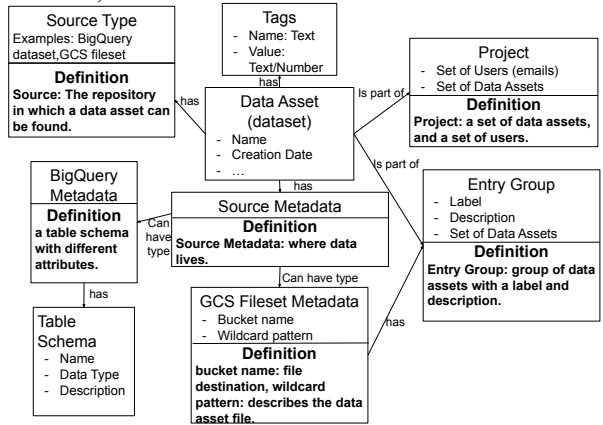 Source Type
Examples: BigQuery
dataset,GCS fileset
Definition
Source: The repository
in which a data asset can
be found.
Tags
- Name: Text
- Value:
Text/Number
has
has
Data Asset
(dataset)
- Name
- Creation Date
- ...
Is part of
Project
- Set of Users (emails)
- Set of Data Assets
Definition
Project: a set of data assets,
and a set of users.
Is part of
has
BigQuery
Metadata
Definition
a table schema
with different
attributes.
Can
have
type
Source Metadata
Definition
Source Metadata: where data
lives.
Entry Group
- Label
- Description
- Set of Data Assets
Definition
Entry Group: group of data
assets with a label and
description.
has
Can have type
Table
Schema
- Name
- Data Type
- Description
GCS Fileset Metadata
- Bucket name
- Wildcard pattern
Definition
bucket name: file
destination, wildcard
pattern: describes the data
asset file.
has